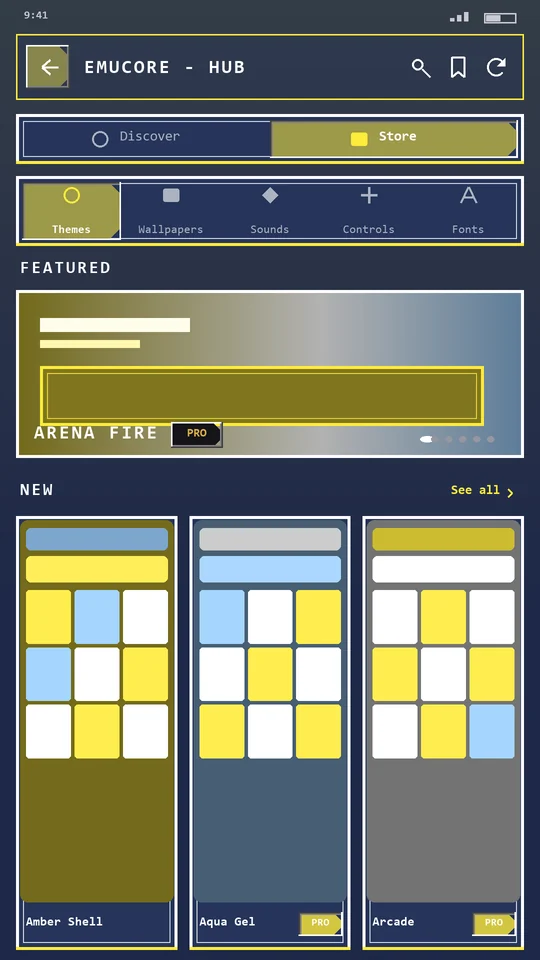 9:41
EMUCORE - HUB
Discover
Store
Themes
Wallpapers
Sounds
Controls
Fonts
FEATURED
ARENA FIRE
PRO
NEW
See all
Amber Shell
Aqua Gel
PRO
Arcade
PRO